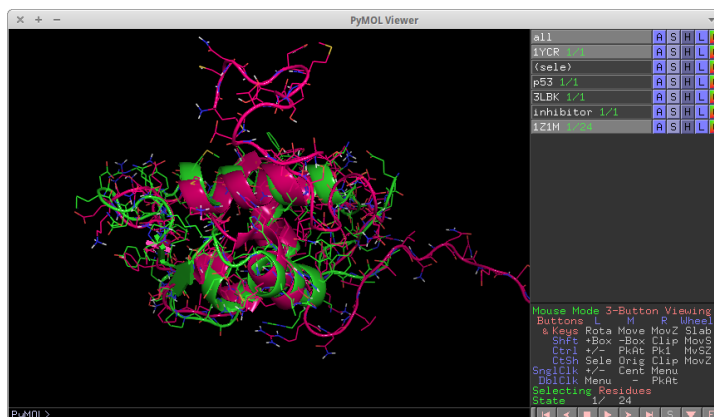 PyMOL Viewer
all A S H L
1YCR 1/1 A S H L
(sele) A S H L
p53 1/1 A S H L
3LBK 1/1 A S H L
inhibitor 1/1 A S H L
1Z1M 1/24 A S H L
Mouse Mode 3-Button Viewing
Buttons L M R Wheel
& Keys Rota Move MovZ Slab
Shft +Box -Box Clip MovS
Ctrl +/- PkAt Pk1 MvSZ
CtSh Sele Orig Clip MovZ
SnglClk +/- Cent Menu
DblClk Menu - PkAt
Selecting Residues
State 1/ 24
PyMOL>
S
F